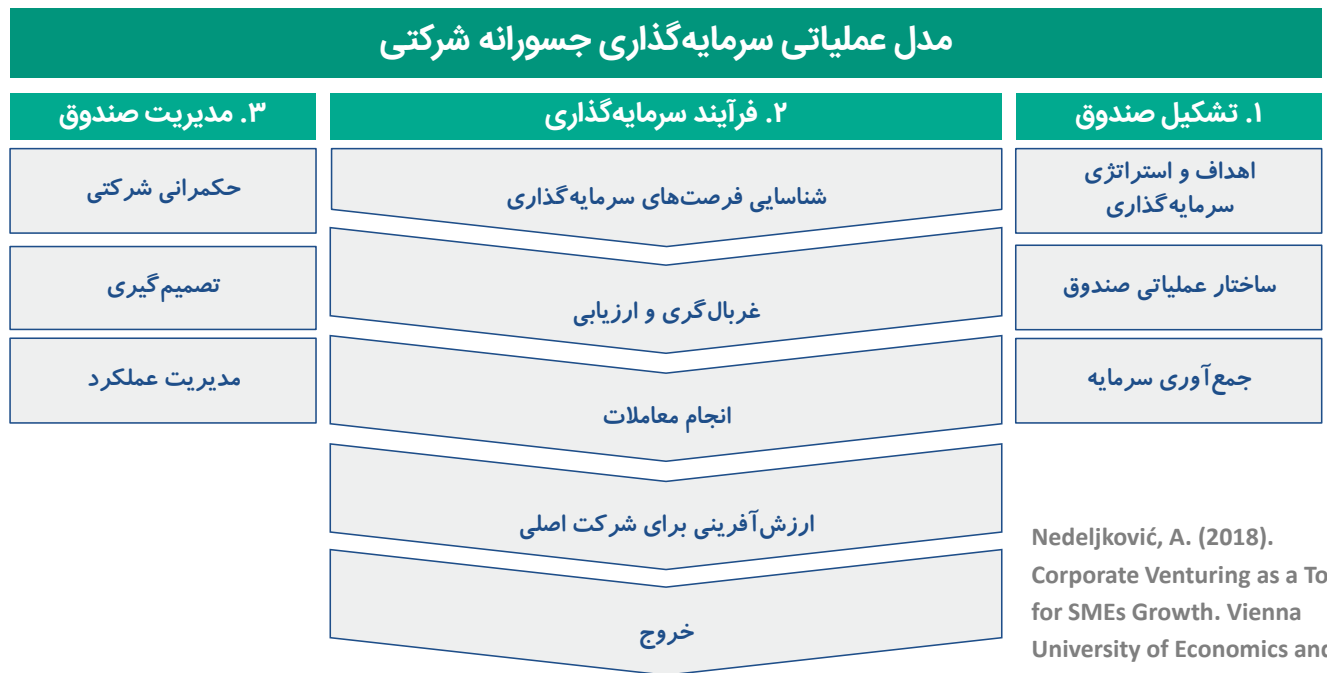 مدل عملیاتی سرمایه‌گذاری جسورانه شرکتی
۱. تشکیل صندوق
اهداف و استراتژی
سرمایه‌گذاری
ساختار عملیاتی صندوق
جمع‌آوری سرمایه
۲. فرآیند سرمایه‌گذاری
شناسایی فرصت‌های سرمایه‌گذاری
غربال‌گری و ارزیابی
انجام معاملات
ارزش‌آفرینی برای شرکت اصلی
خروج
۳. مدیریت صندوق
حکمرانی شرکتی
تصمیم‌گیری
مدیریت عملکرد
Nedeljković, A. (2018).
Corporate Venturing as a To
for SMEs Growth. Vienna
University of Economics and